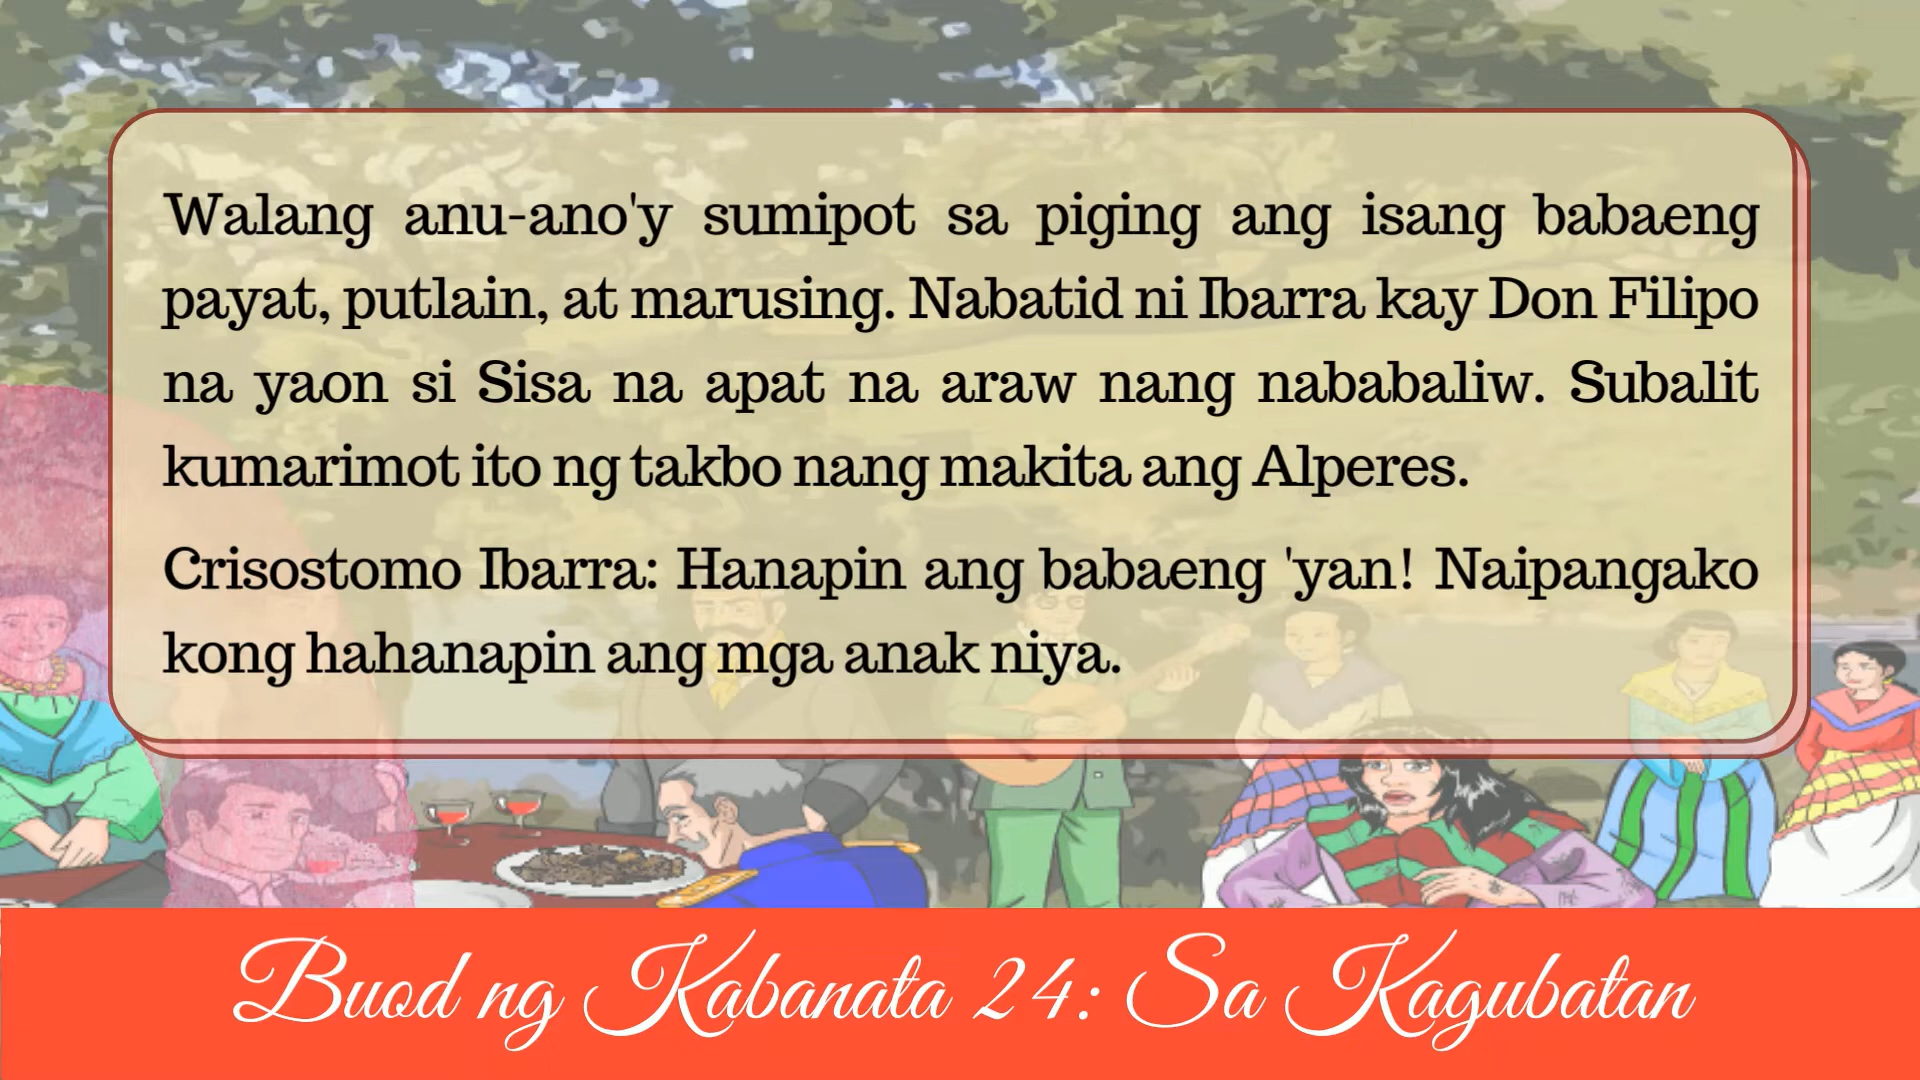 Walang anu-ano'y sumipot sa piging ang isang babaeng
payat, putlain, at marusing. Nabatid ni Ibarra kay Don Filipo
na yaon si Sisa na apat na araw nang nababaliw. Subalit
kumarimot ito ng takbo nang makita ang Alperes.
Crisostomo Ibarra: Hanapin ang babaeng 'yan! Naipangako
kong hahanapin ang mga anak niya.
Buod ng Kabanata 24: Sa Kagubatan